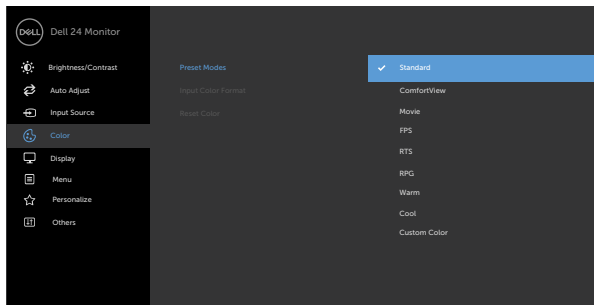 DELL Dell 24 Monitor
Brightness/Contrast
Auto Adjust
Input Source
Color
Display
Menu
Personalize
Others
Preset Modes
Input Color Format
Reset Color
Standard
ComfortView
Movie
FPS
RTS
RPG
Warm
Cool
Custom Color